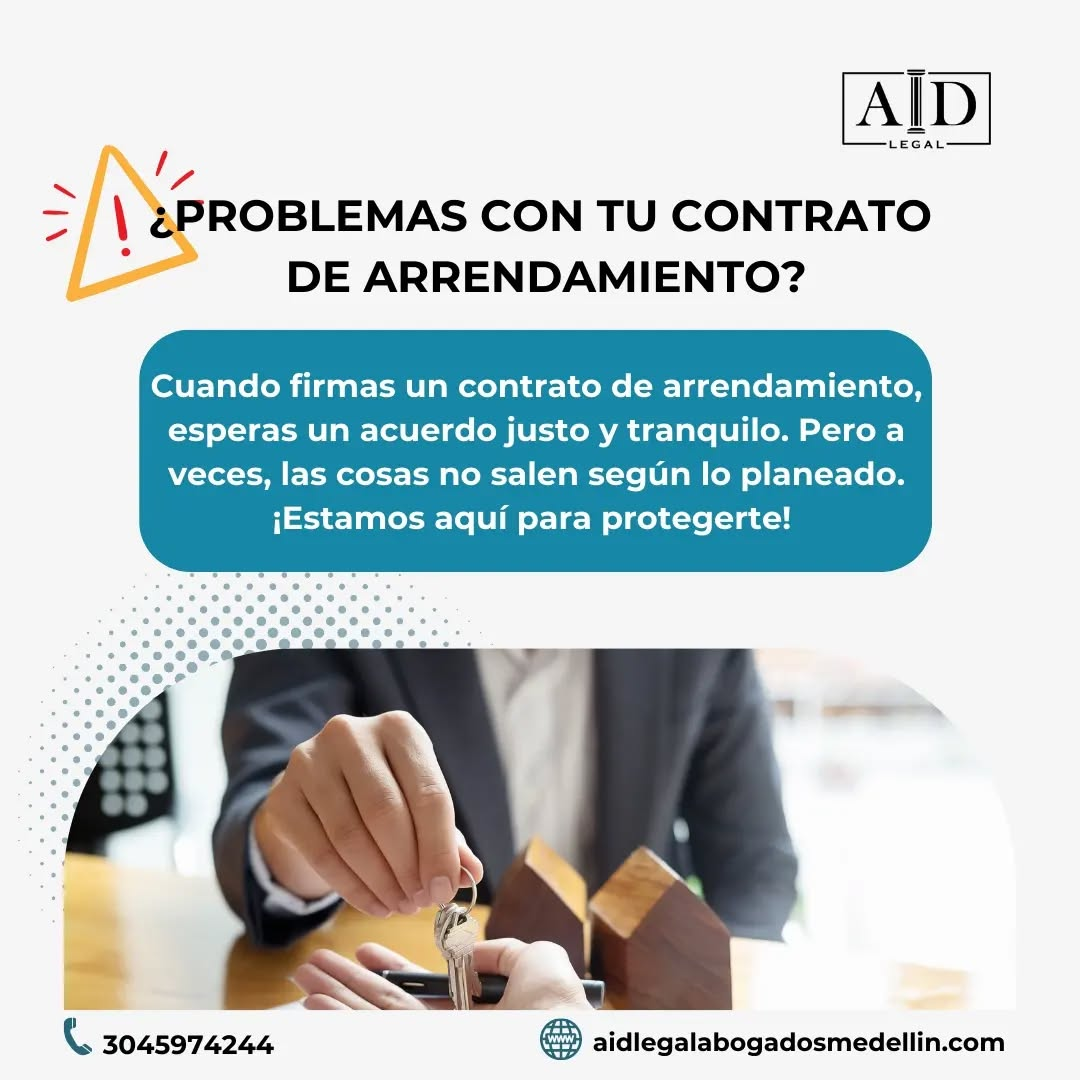 AID
LEGAL
¿PROBLEMAS CON TU CONTRATO
DE ARRENDAMIENTO?
Cuando firmas un contrato de arrendamiento,
esperas un acuerdo justo y tranquilo. Pero a
veces, las cosas no salen según lo planeado.
¡Estamos aquí para protegerte!
3045974244
WWW
aidlegalabogadosmedellin.com